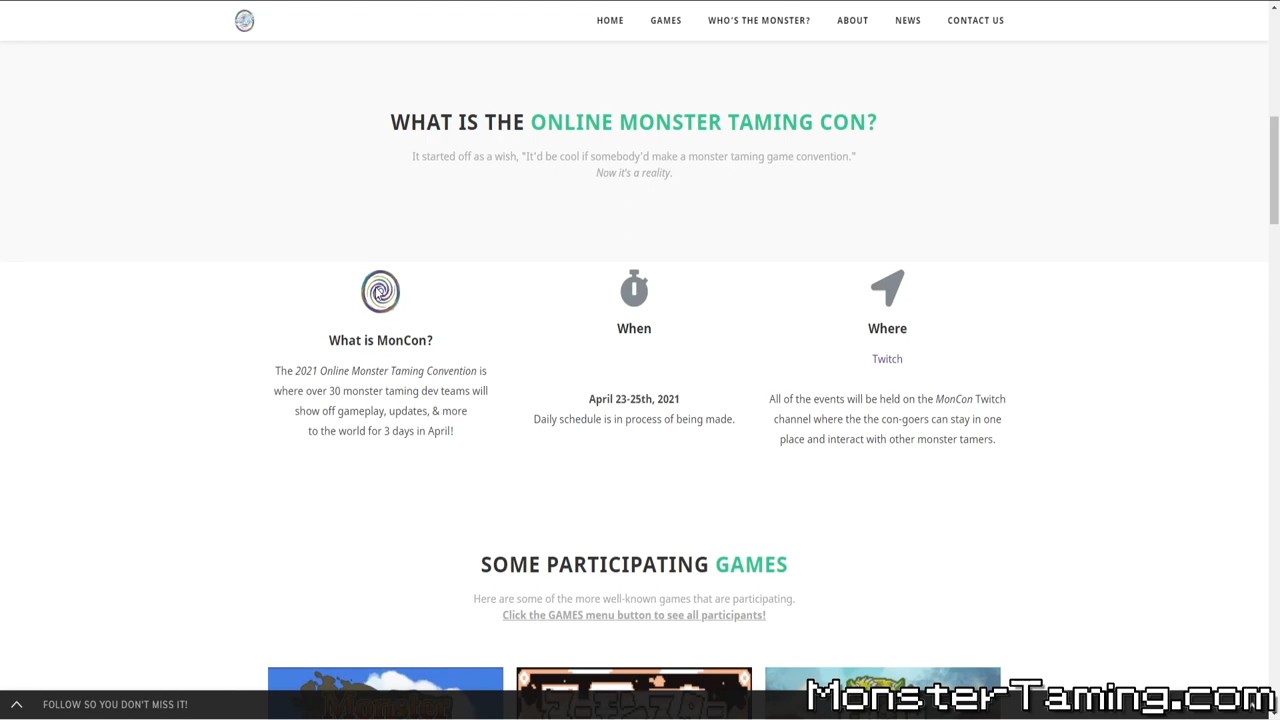 HOME GAMES WHO'S THE MONSTER? ABOUT NEWS CONTACT US
WHAT IS THE ONLINE MONSTER TAMING CON?
It started off as a wish, "It'd be cool if somebody'd make a monster taming game convention."
Now it's a reality.
What is MonCon?
The 2021 Online Monster Taming Convention is
where over 30 monster taming dev teams will
show off gameplay, updates, & more
to the world for 3 days in April!
When
April 23-25th, 2021
Daily schedule is in process of being made.
Where
Twitch
All of the events will be held on the MonCon Twitch
channel where the the con-goers can stay in one
place and interact with other monster tamers.
SOME PARTICIPATING GAMES
Here are some of the more well-known games that are participating.
Click the GAMES menu button to see all participants!
FOLLOW SO YOU DON'T MISS IT!
MonsterTaming.com